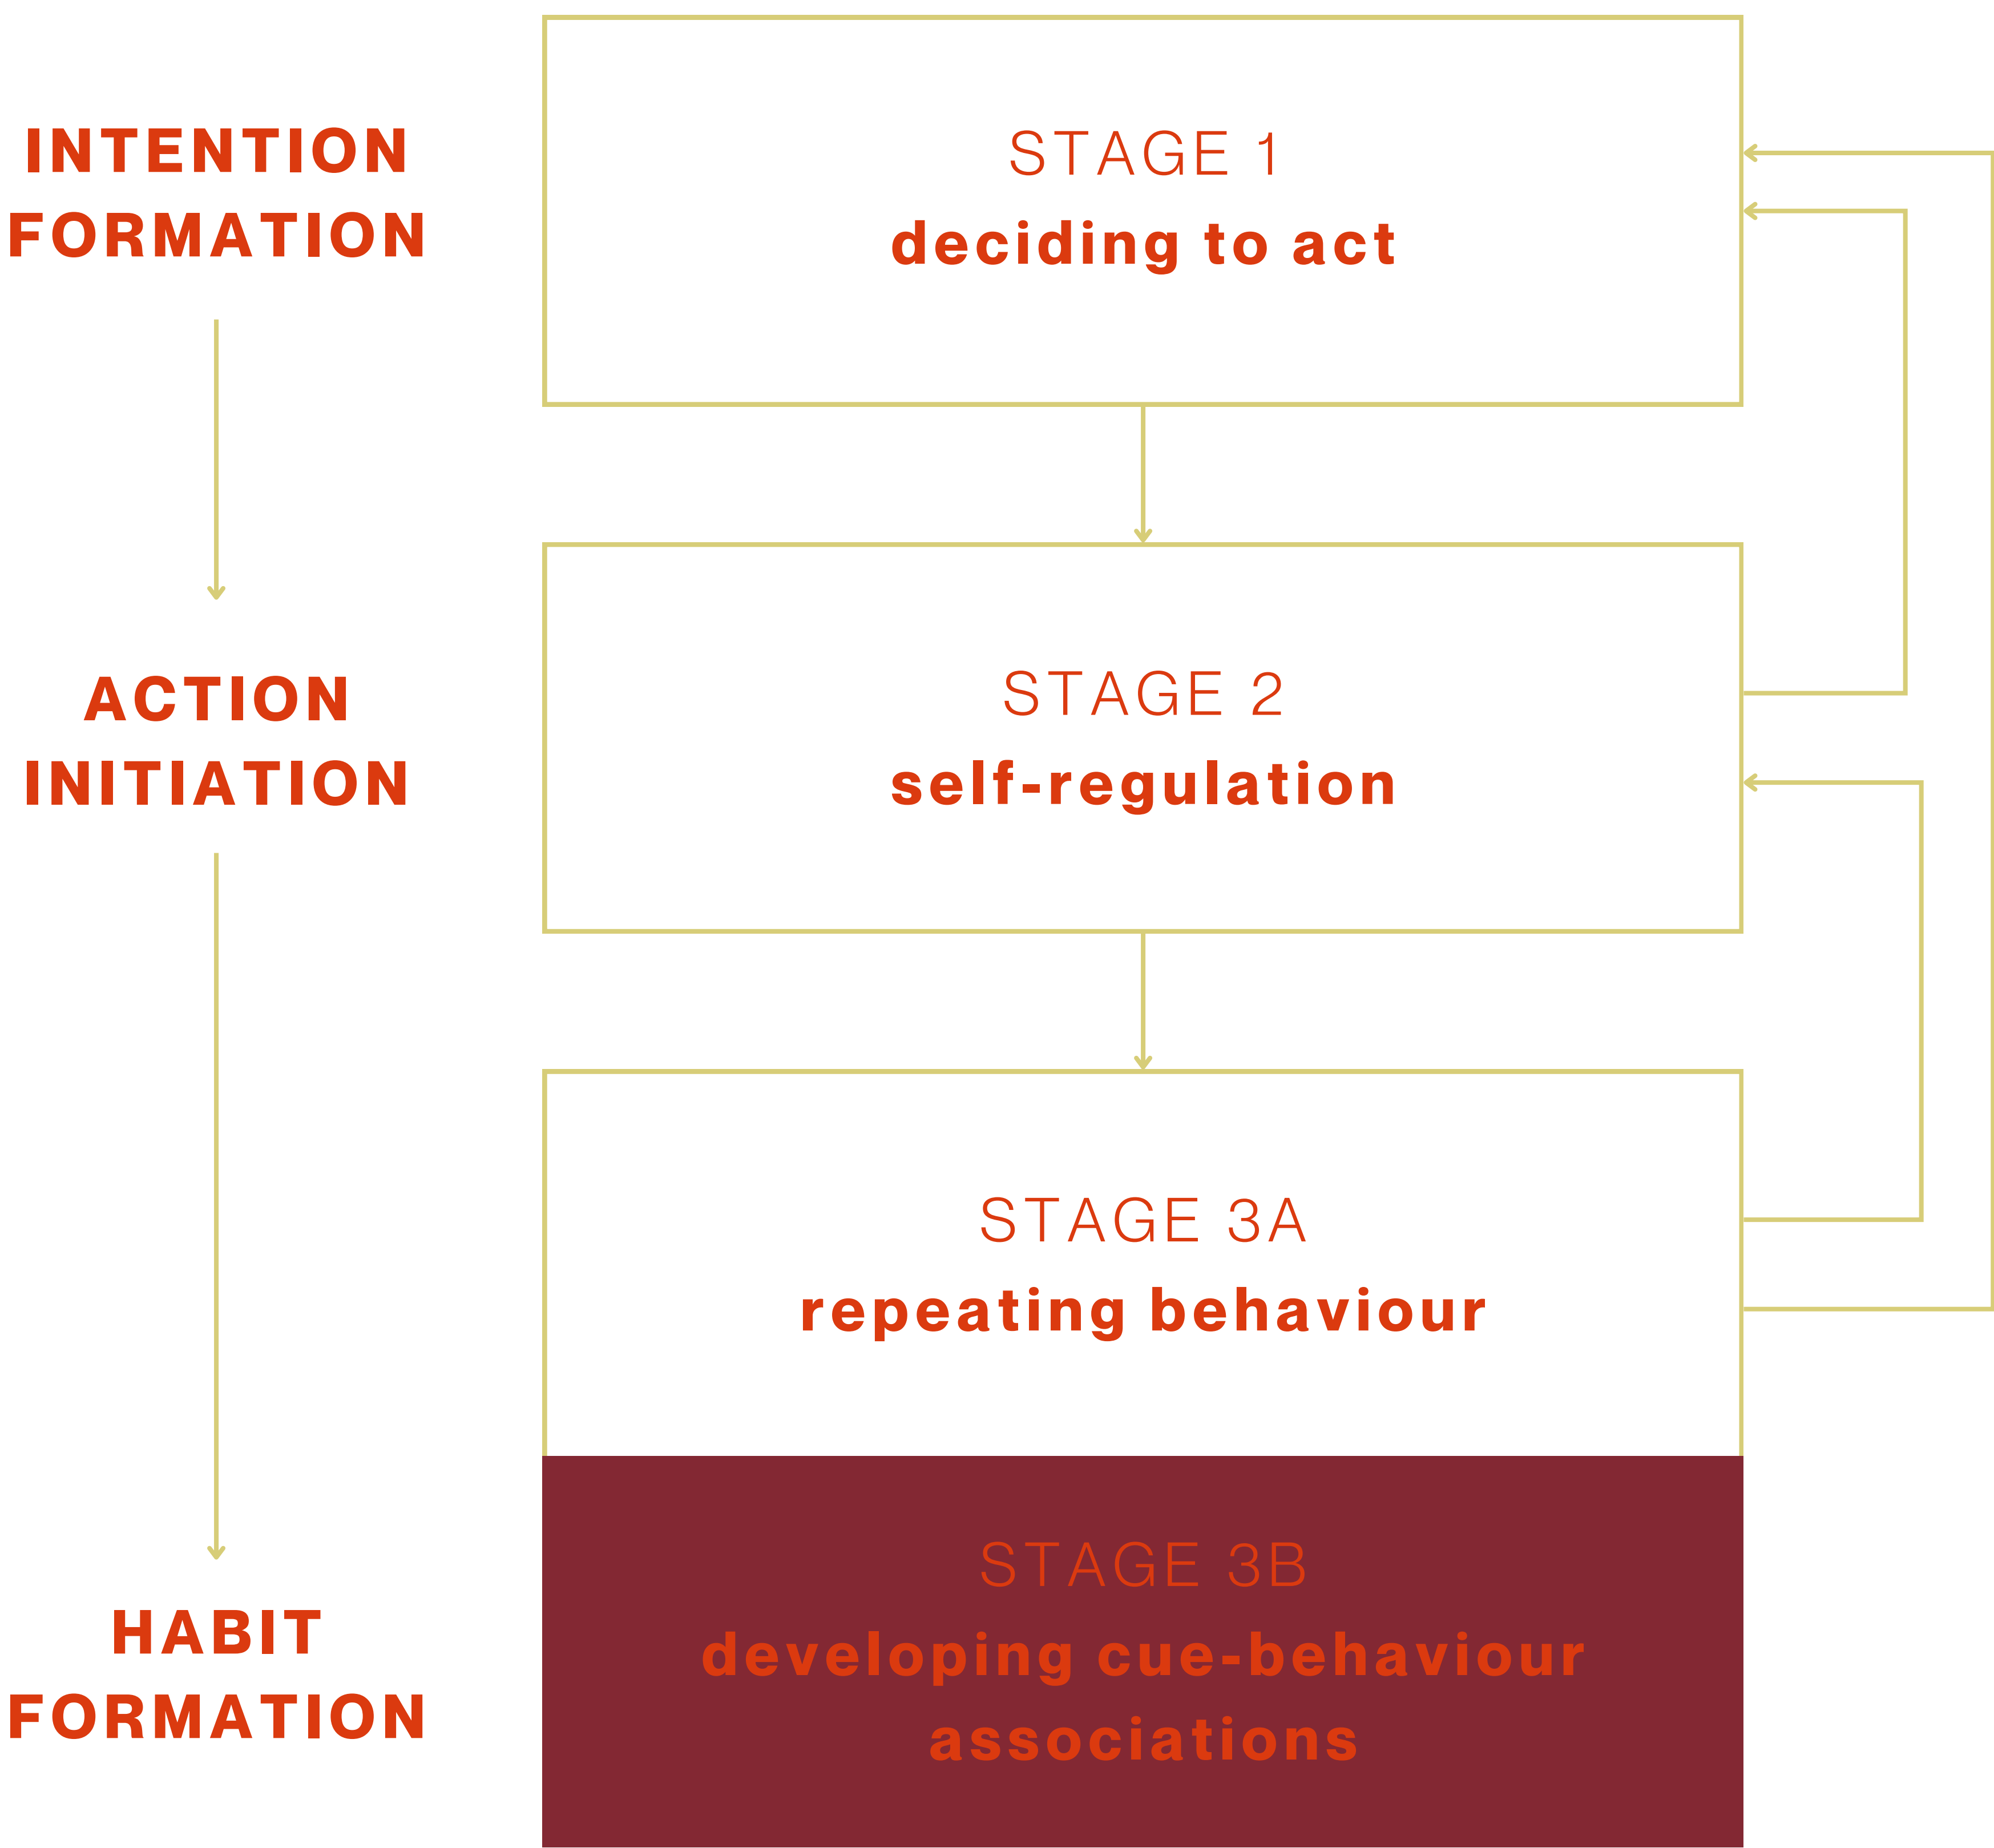 INTENTION
FORMATION
STAGE 1
deciding to act
ACTION
INITIATION
STAGE 2
self-regulation
STAGE 3A
repeating behaviour
HABIT
FORMATION
STAGE 3B
developing cue-behaviour
associations